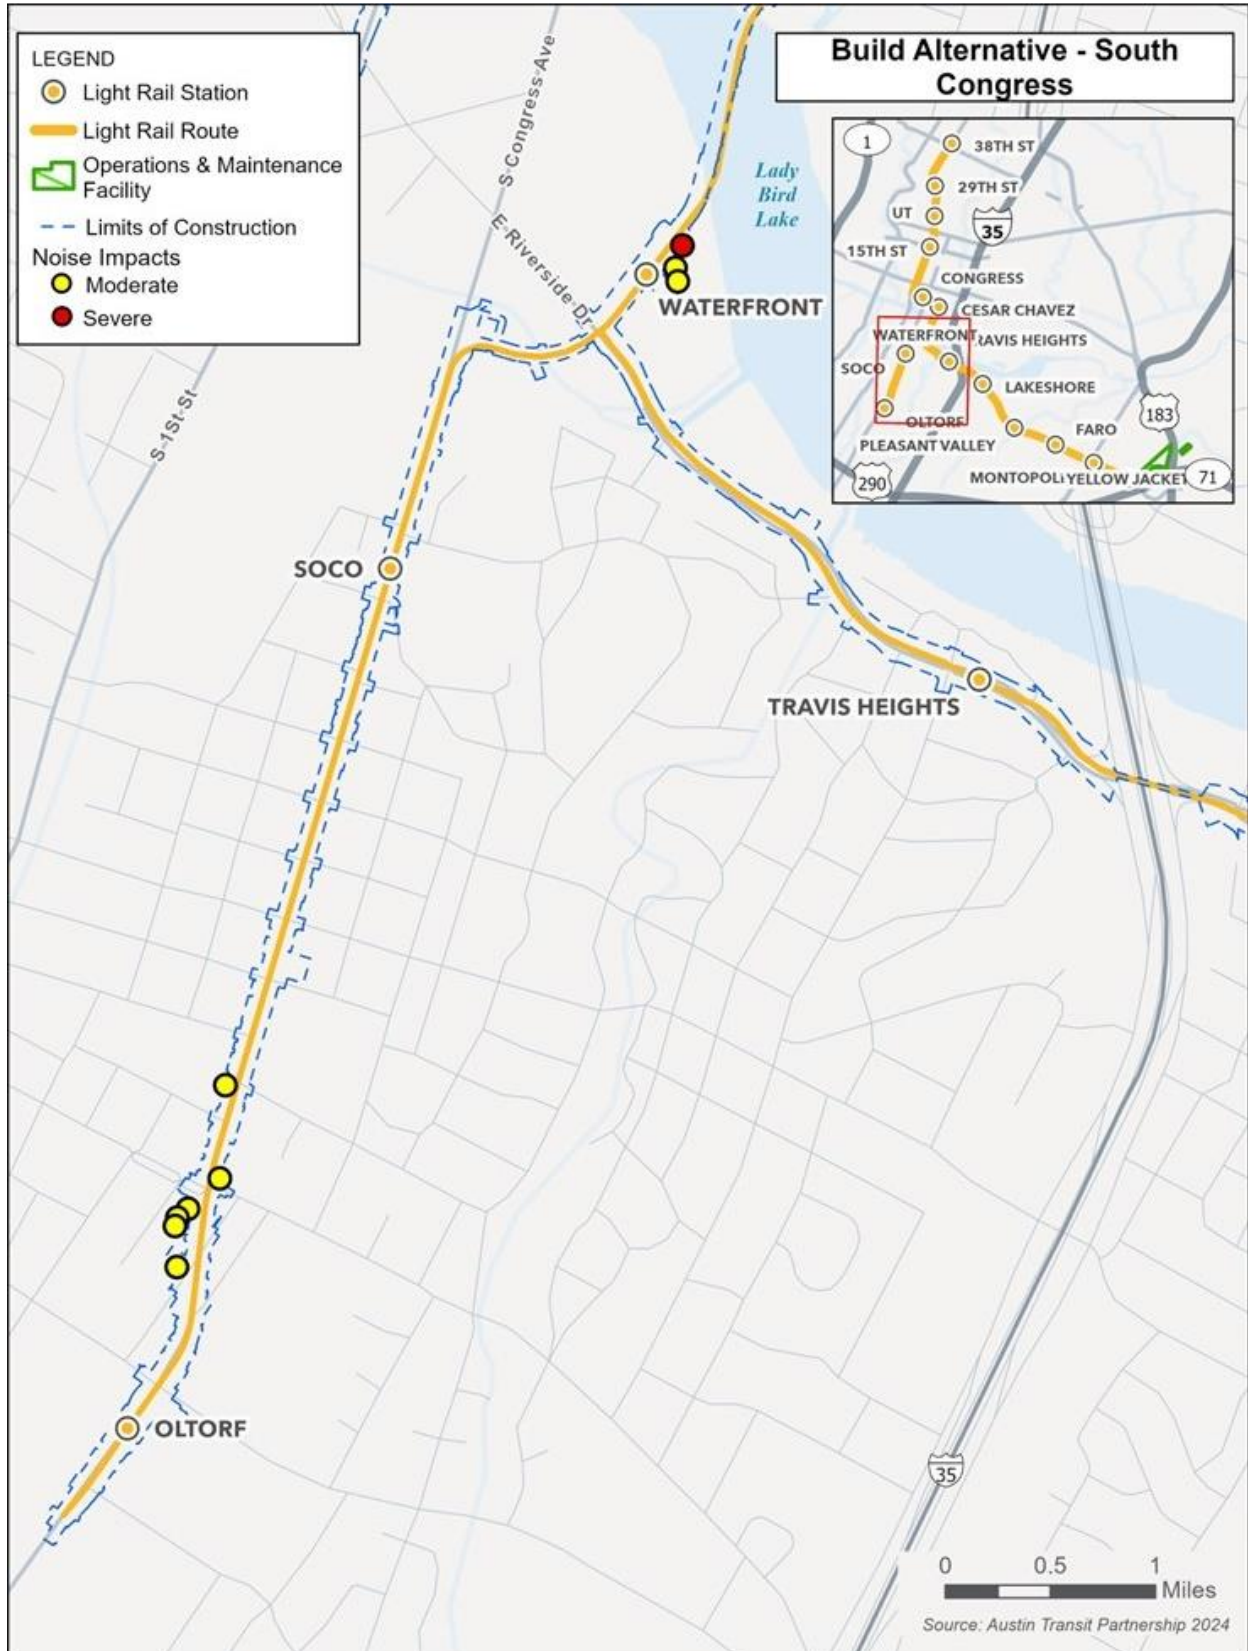 LEGEND
Light Rail Station
Light Rail Route
Operations & Maintenance
Facility
Limits of Construction
Noise Impacts
Moderate
Severe
Build Alternative - South
Congress
1
38TH ST
29TH ST
UT
35
15TH ST
CONGRESS
CESAR CHAVEZ
WATERFRONT
RAVIS HEIGHTS
SOCO
LAKESHORE
OLTORF
183
FARO
PLEASANT VALLEY
290
MONTOPOLI
YELLOW JACKET
71
S-Congress-Ave
E-Riverside-Dr
S-1St-St
Lady
Bird
Lake
WATERFRONT
SOCO
TRAVIS HEIGHTS
OLTORF
35
0 0.5 1
Miles
Source: Austin Transit Partnership 2024